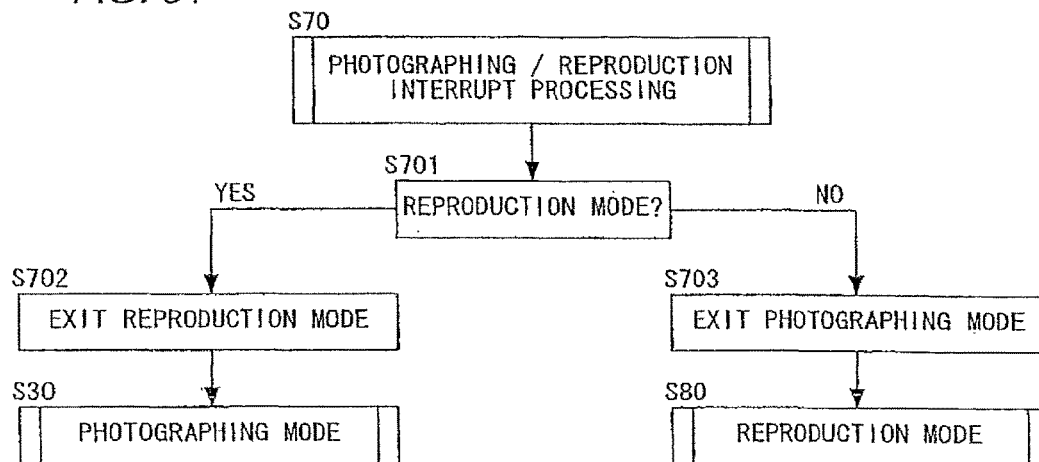 S70
PHOTOGRAPHING / REPRODUCTION
INTERRUPT PROCESSING
S701
REPRODUCTION MODE?
YES
NO
S702
EXIT REPRODUCTION MODE
S703
EXIT PHOTOGRAPHING MODE
S30
PHOTOGRAPHING MODE
S80
REPRODUCTION MODE